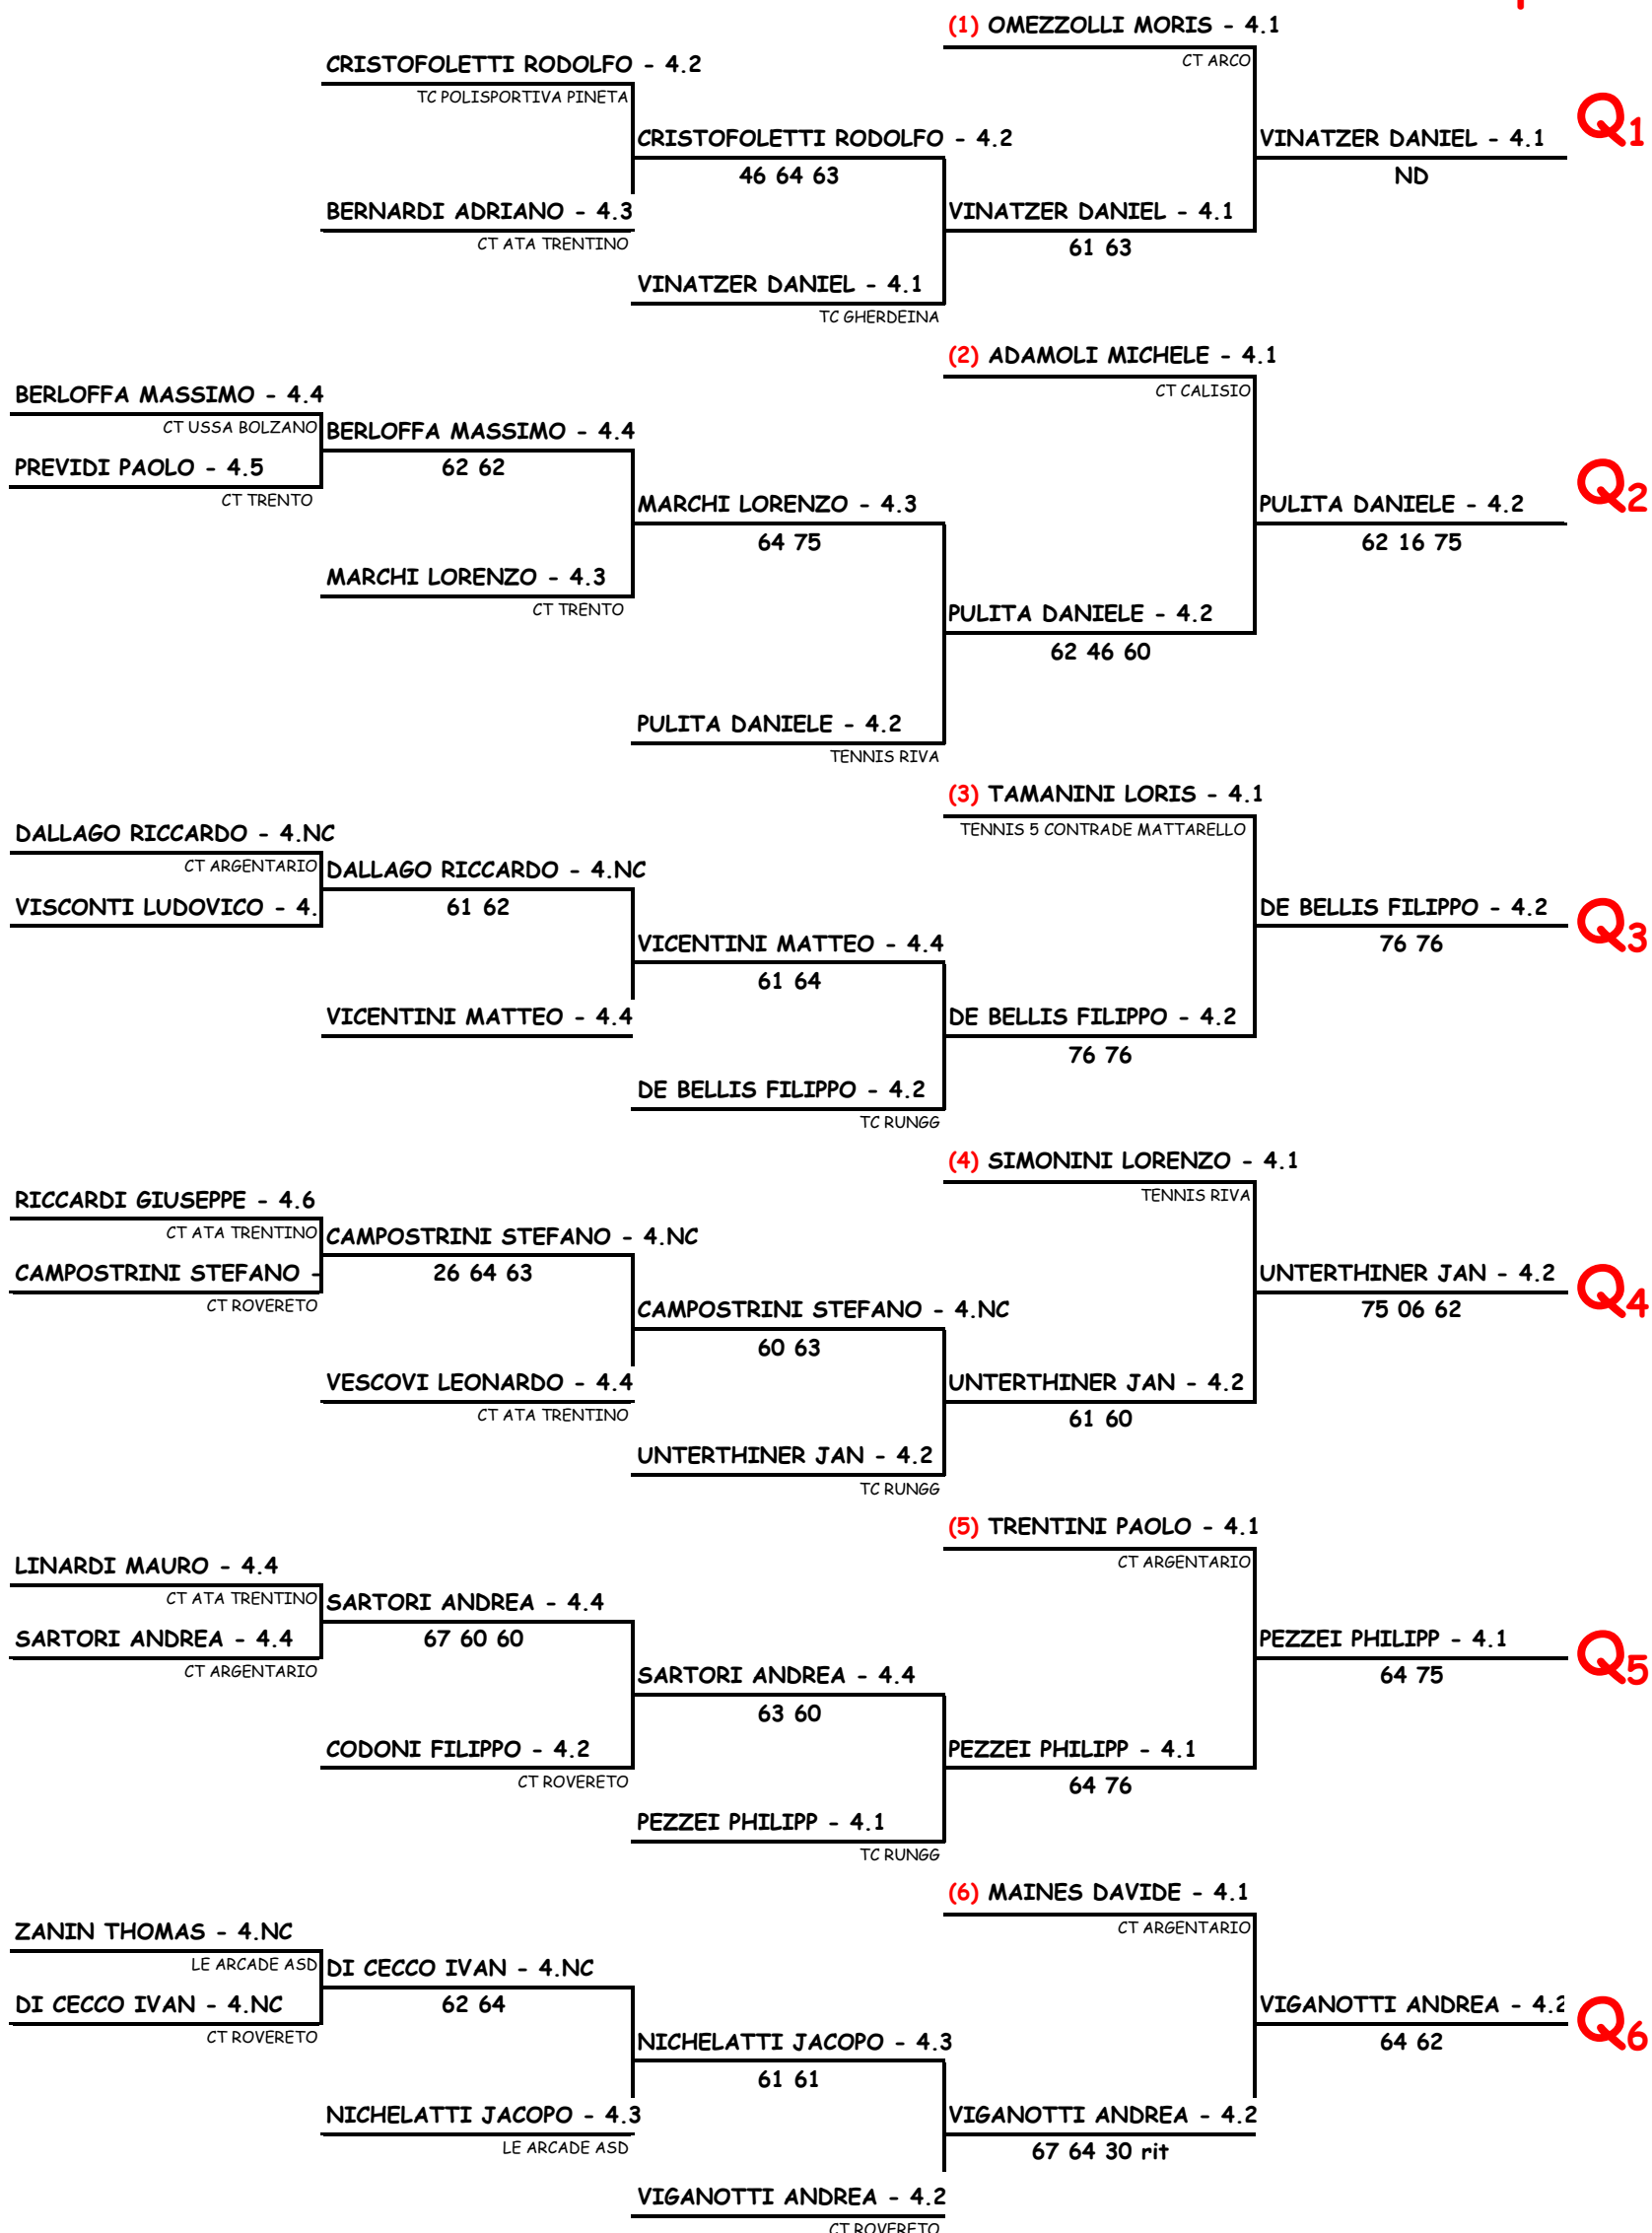 (1) OMEZZOLLI MORIS - 4.1
CT ARCO
CRISTOFOLETTI RODOLFO - 4.2
TC POLISPORTIVA PINETA
CRISTOFOLETTI RODOLFO - 4.2
46 64 63
VINATZER DANIEL - 4.1
ND
Q1
BERNARDI ADRIANO - 4.3
CT ATA TRENTINO
VINATZER DANIEL - 4.1
61 63
VINATZER DANIEL - 4.1
TC GHERDEINA
(2) ADAMOLI MICHELE - 4.1
CT CALISIO
BERLOFFA MASSIMO - 4.4
CT USSA BOLZANO
BERLOFFA MASSIMO - 4.4
62 62
PREVIDI PAOLO - 4.5
CT TRENTO
MARCHI LORENZO - 4.3
64 75
PULITA DANIELE - 4.2
62 16 75
Q2
MARCHI LORENZO - 4.3
CT TRENTO
PULITA DANIELE - 4.2
62 46 60
PULITA DANIELE - 4.2
TENNIS RIVA
(3) TAMANINI LORIS - 4.1
TENNIS 5 CONTRADE MATTARELLO
DALLAGO RICCARDO - 4.NC
CT ARGENTARIO
DALLAGO RICCARDO - 4.NC
61 62
VISCONTI LUDOVICO - 4.
VICENTINI MATTEO - 4.4
61 64
DE BELLIS FILIPPO - 4.2
76 76
Q3
VICENTINI MATTEO - 4.4
DE BELLIS FILIPPO - 4.2
76 76
DE BELLIS FILIPPO - 4.2
TC RUNGG
(4) SIMONINI LORENZO - 4.1
TENNIS RIVA
RICCARDI GIUSEPPE - 4.6
CT ATA TRENTINO
CAMPOSTRINI STEFANO - 4.NC
26 64 63
CAMPOSTRINI STEFANO -
CT ROVERETO
CAMPOSTRINI STEFANO - 4.NC
60 63
UNTERTHINER JAN - 4.2
75 06 62
Q4
VESCOVI LEONARDO - 4.4
CT ATA TRENTINO
UNTERTHINER JAN - 4.2
61 60
UNTERTHINER JAN - 4.2
TC RUNGG
(5) TRENTINI PAOLO - 4.1
CT ARGENTARIO
LINARDI MAURO - 4.4
CT ATA TRENTINO
SARTORI ANDREA - 4.4
67 60 60
SARTORI ANDREA - 4.4
CT ARGENTARIO
SARTORI ANDREA - 4.4
63 60
PEZZEI PHILIPP - 4.1
64 75
Q5
CODONI FILIPPO - 4.2
CT ROVERETO
PEZZEI PHILIPP - 4.1
64 76
PEZZEI PHILIPP - 4.1
TC RUNGG
(6) MAINES DAVIDE - 4.1
CT ARGENTARIO
ZANIN THOMAS - 4.NC
LE ARCADE ASD
DI CECCO IVAN - 4.NC
62 64
DI CECCO IVAN - 4.NC
CT ROVERETO
NICHELATTI JACOPO - 4.3
61 61
VIGANOTTI ANDREA - 4.2
64 62
Q6
NICHELATTI JACOPO - 4.3
LE ARCADE ASD
VIGANOTTI ANDREA - 4.2
67 64 30 rit
VIGANOTTI ANDREA - 4.2
CT ROVERETO